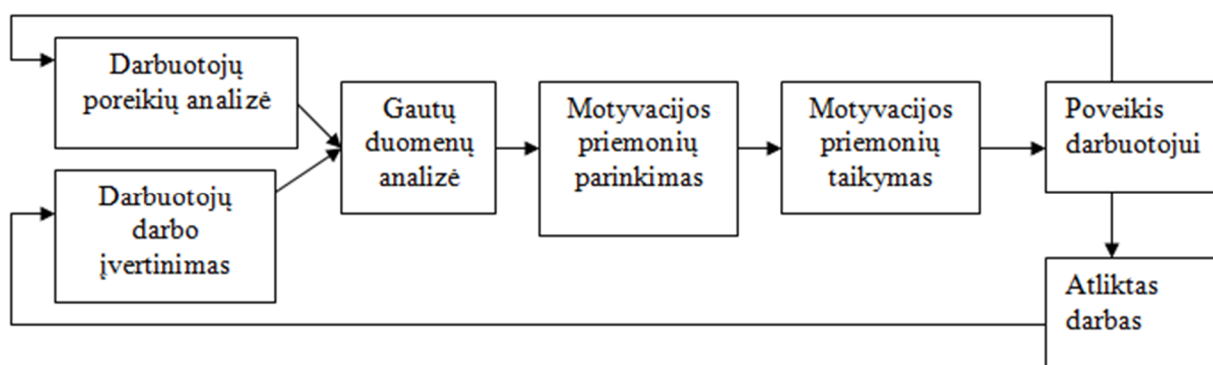 Darbuotojų
poreikių analizė
Darbuotojų
darbo
įvertinimas
Gautų
duomenų
analizė
Motyvacijos
priemonių
parinkimas
Motyvacijos
priemonių
taikymas
Poveikis
darbuotojui
Atliktas
darbas